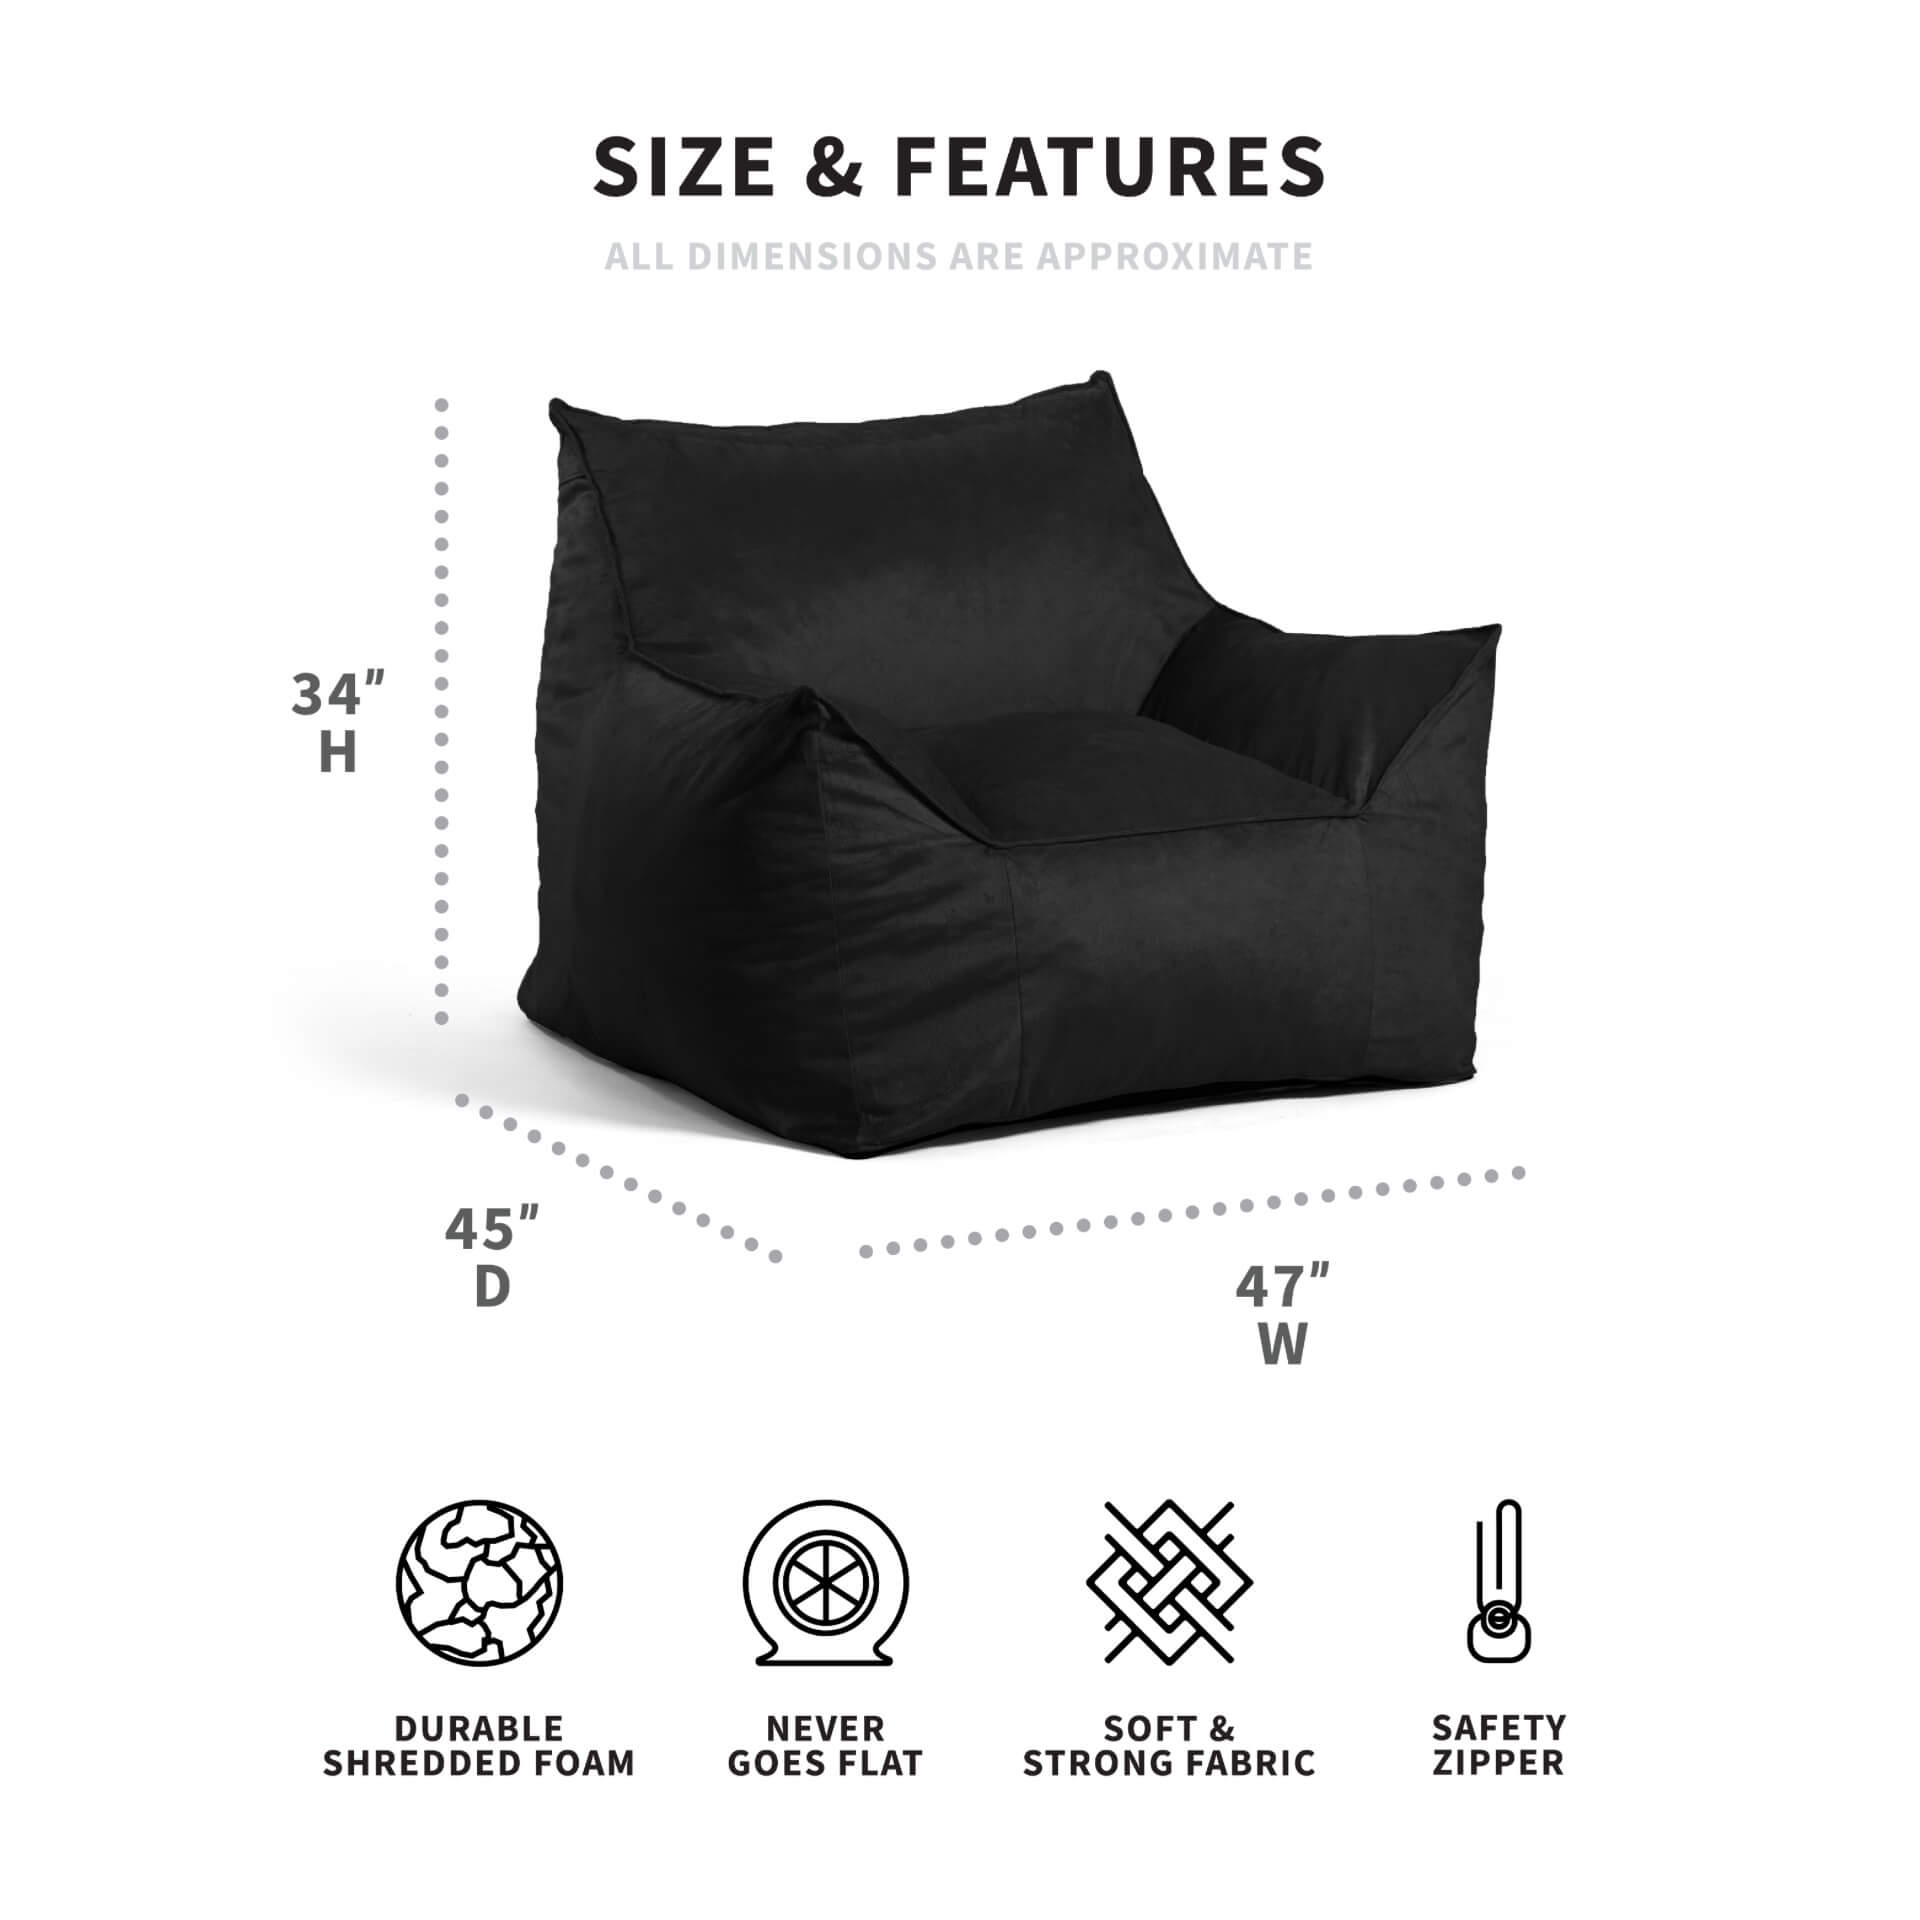 SIZE & FEATURES
ALL DIMENSIONS ARE APPROXIMATE
34"
H
45"
D
47"
W
DURABLE
SHREDDED FOAM
NEVER
GOES FLAT
SOFT &
STRONG FABRIC
SAFETY
ZIPPER